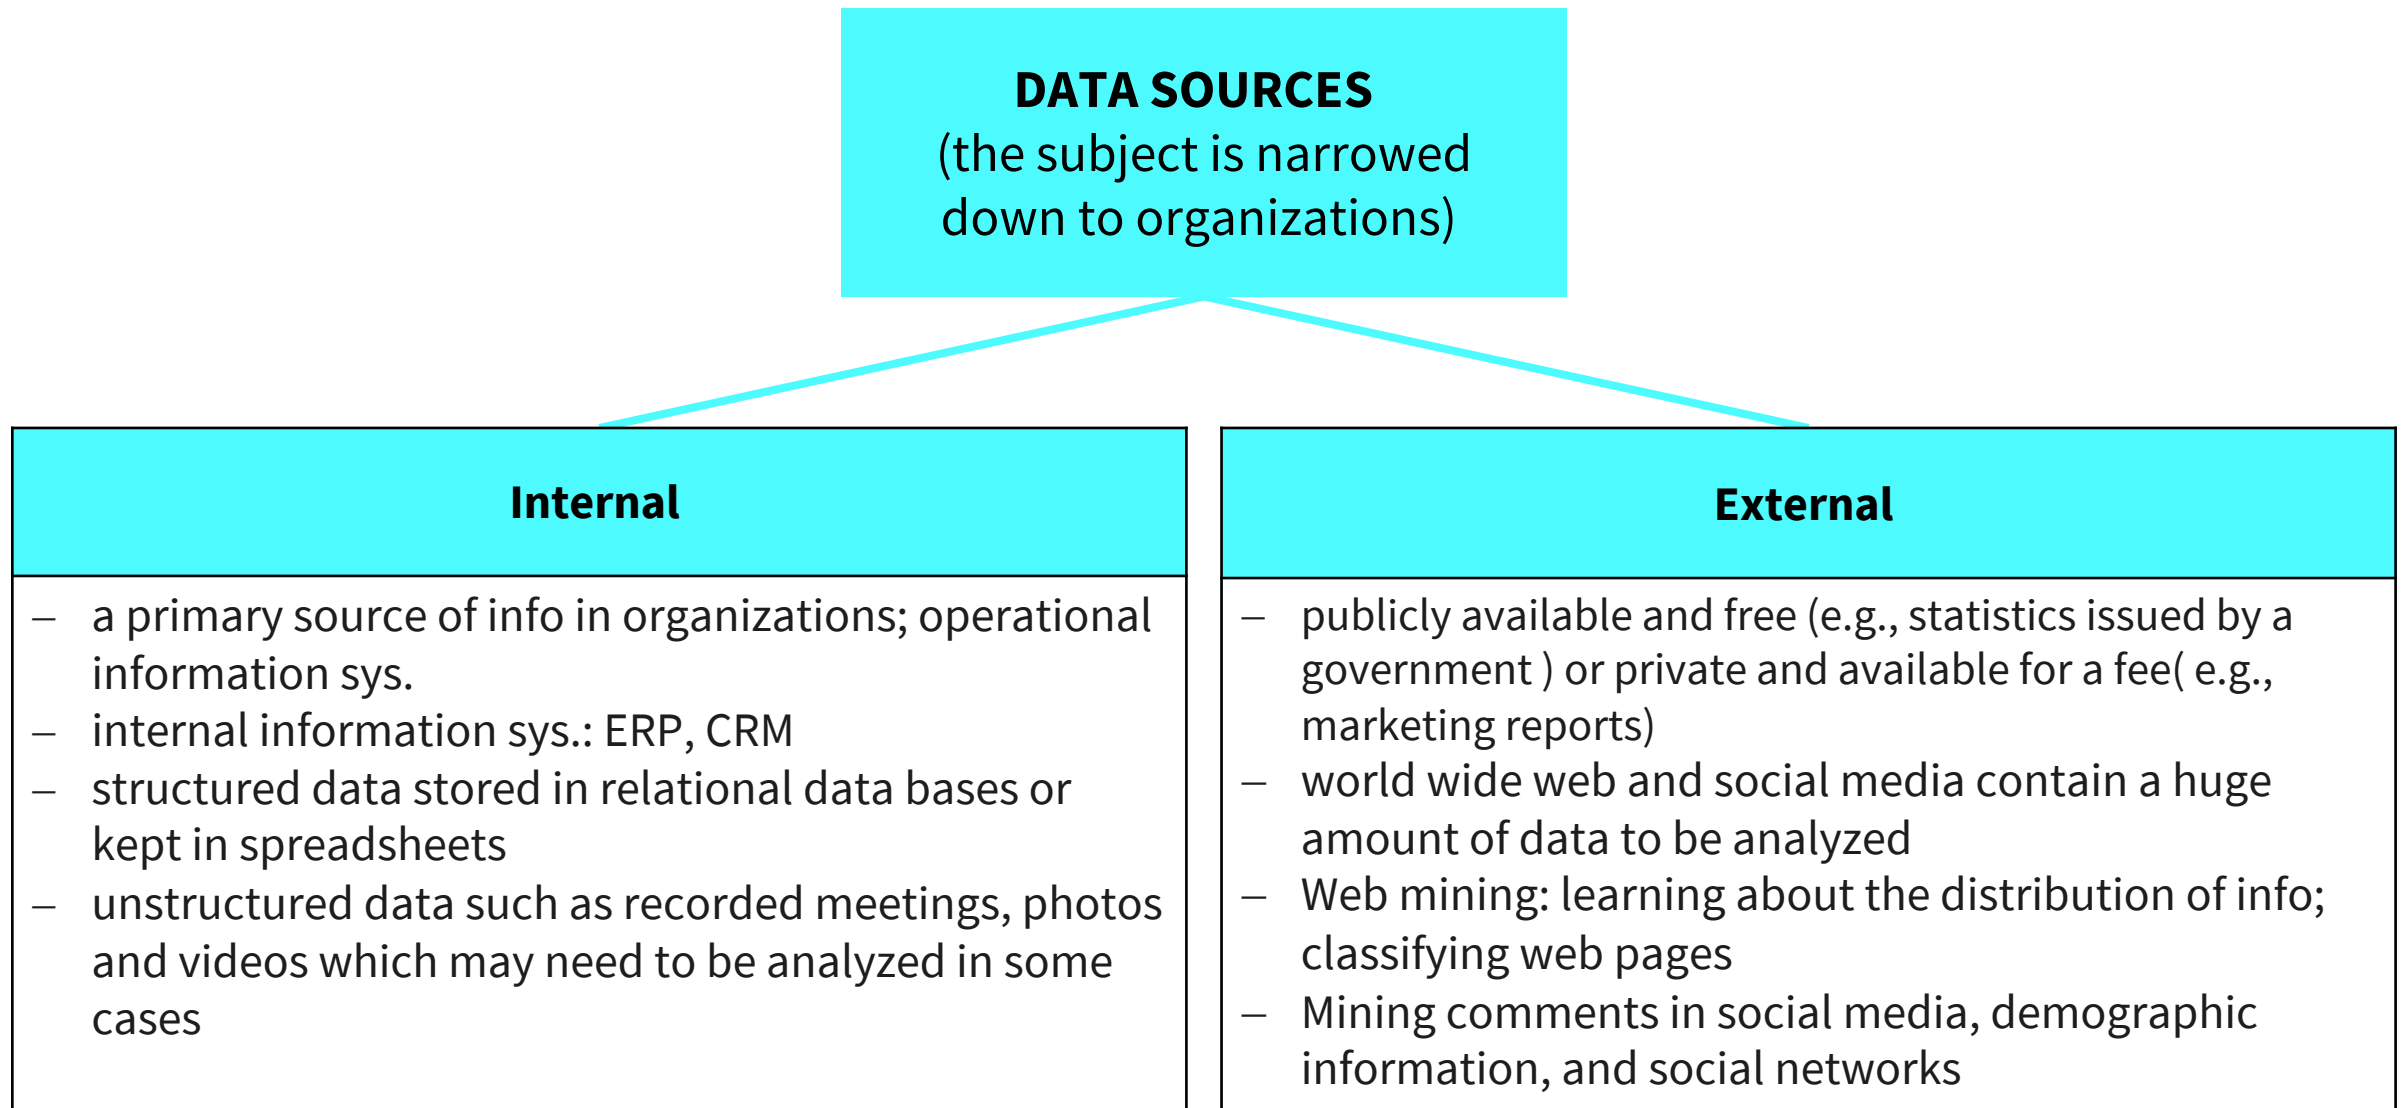 DATA SOURCES
(the subject is narrowed
down to organizations)
Internal
– a primary source of info in organizations; operational
information sys.
– internal information sys.: ERP, CRM
– structured data stored in relational data bases or
kept in spreadsheets
– unstructured data such as recorded meetings, photos
and videos which may need to be analyzed in some
cases
External
– publicly available and free (e.g., statistics issued by a
government ) or private and available for a fee( e.g.,
marketing reports)
– world wide web and social media contain a huge
amount of data to be analyzed
– Web mining: learning about the distribution of info;
classifying web pages
– Mining comments in social media, demographic
information, and social networks